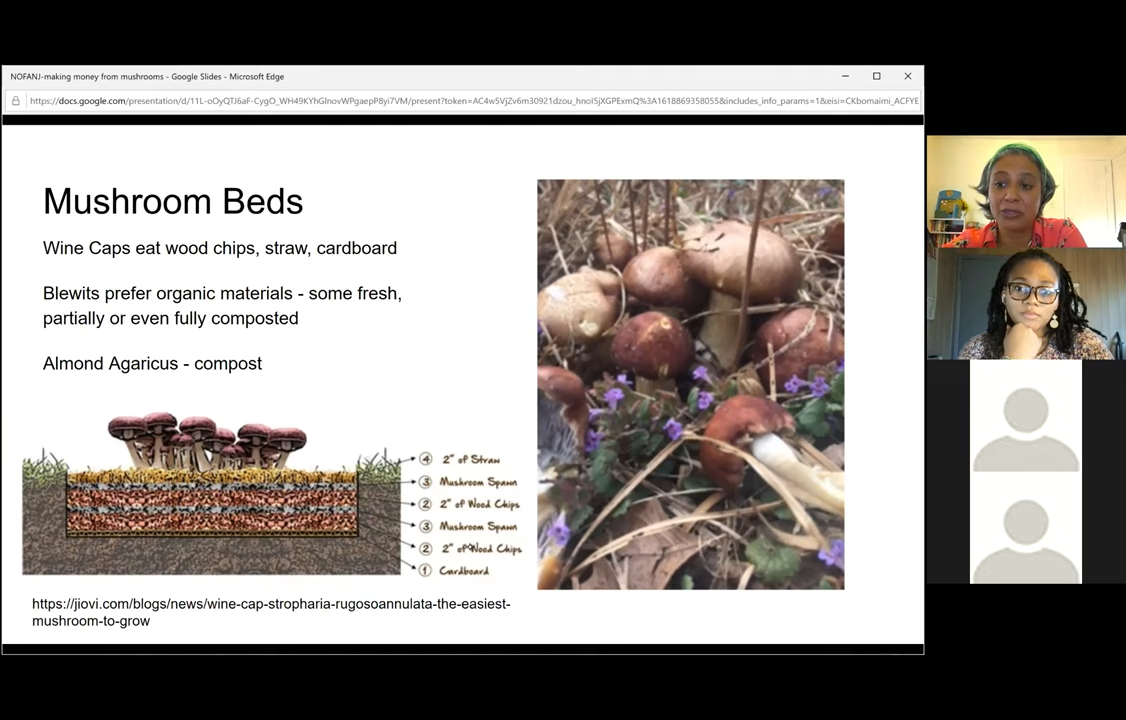 NOFANJ-making money from mushrooms - Google Slides - Microsoft Edge
https://docs.google.com/presentation/d/11L-oOyQTJ6aF-CygO_WH49KYhGInovWPgaepP8yi7VM/present?token=AC4w5VjZv6m30921dzou_hnoI5jXGPExmQ%3A1618869358055&includes_info_params=1&eisi=CKbomaimi_ACFYE
Mushroom Beds
Wine Caps eat wood chips, straw, cardboard
Blewits prefer organic materials - some fresh,
partially or even fully composted
Almond Agaricus - compost
4 2" of Straw
3 Mushroom Spawn
2 2" of Wood Chips
3 Mushroom Spawn
2 2" of Wood Chips
1 Cardboard
https://jiovi.com/blogs/news/wine-cap-stropharia-rugosoannulata-the-easiest-
mushroom-to-grow